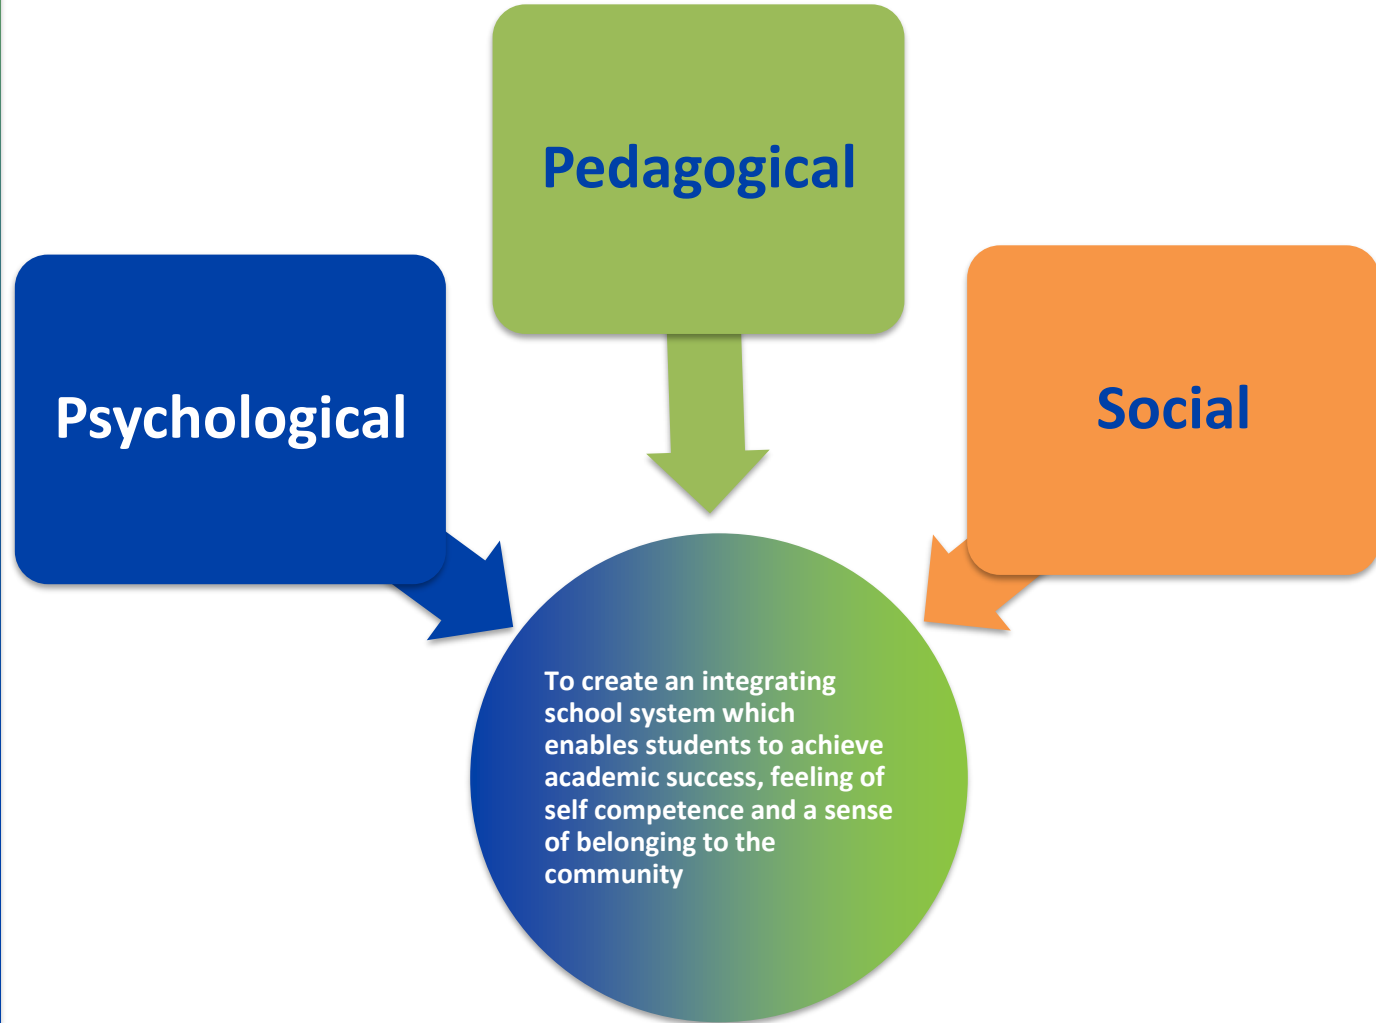 Pedagogical
Psychological
Social
To create an integrating
school system which
enables students to achieve
academic success, feeling of
self competence and a sense
of belonging to the
community